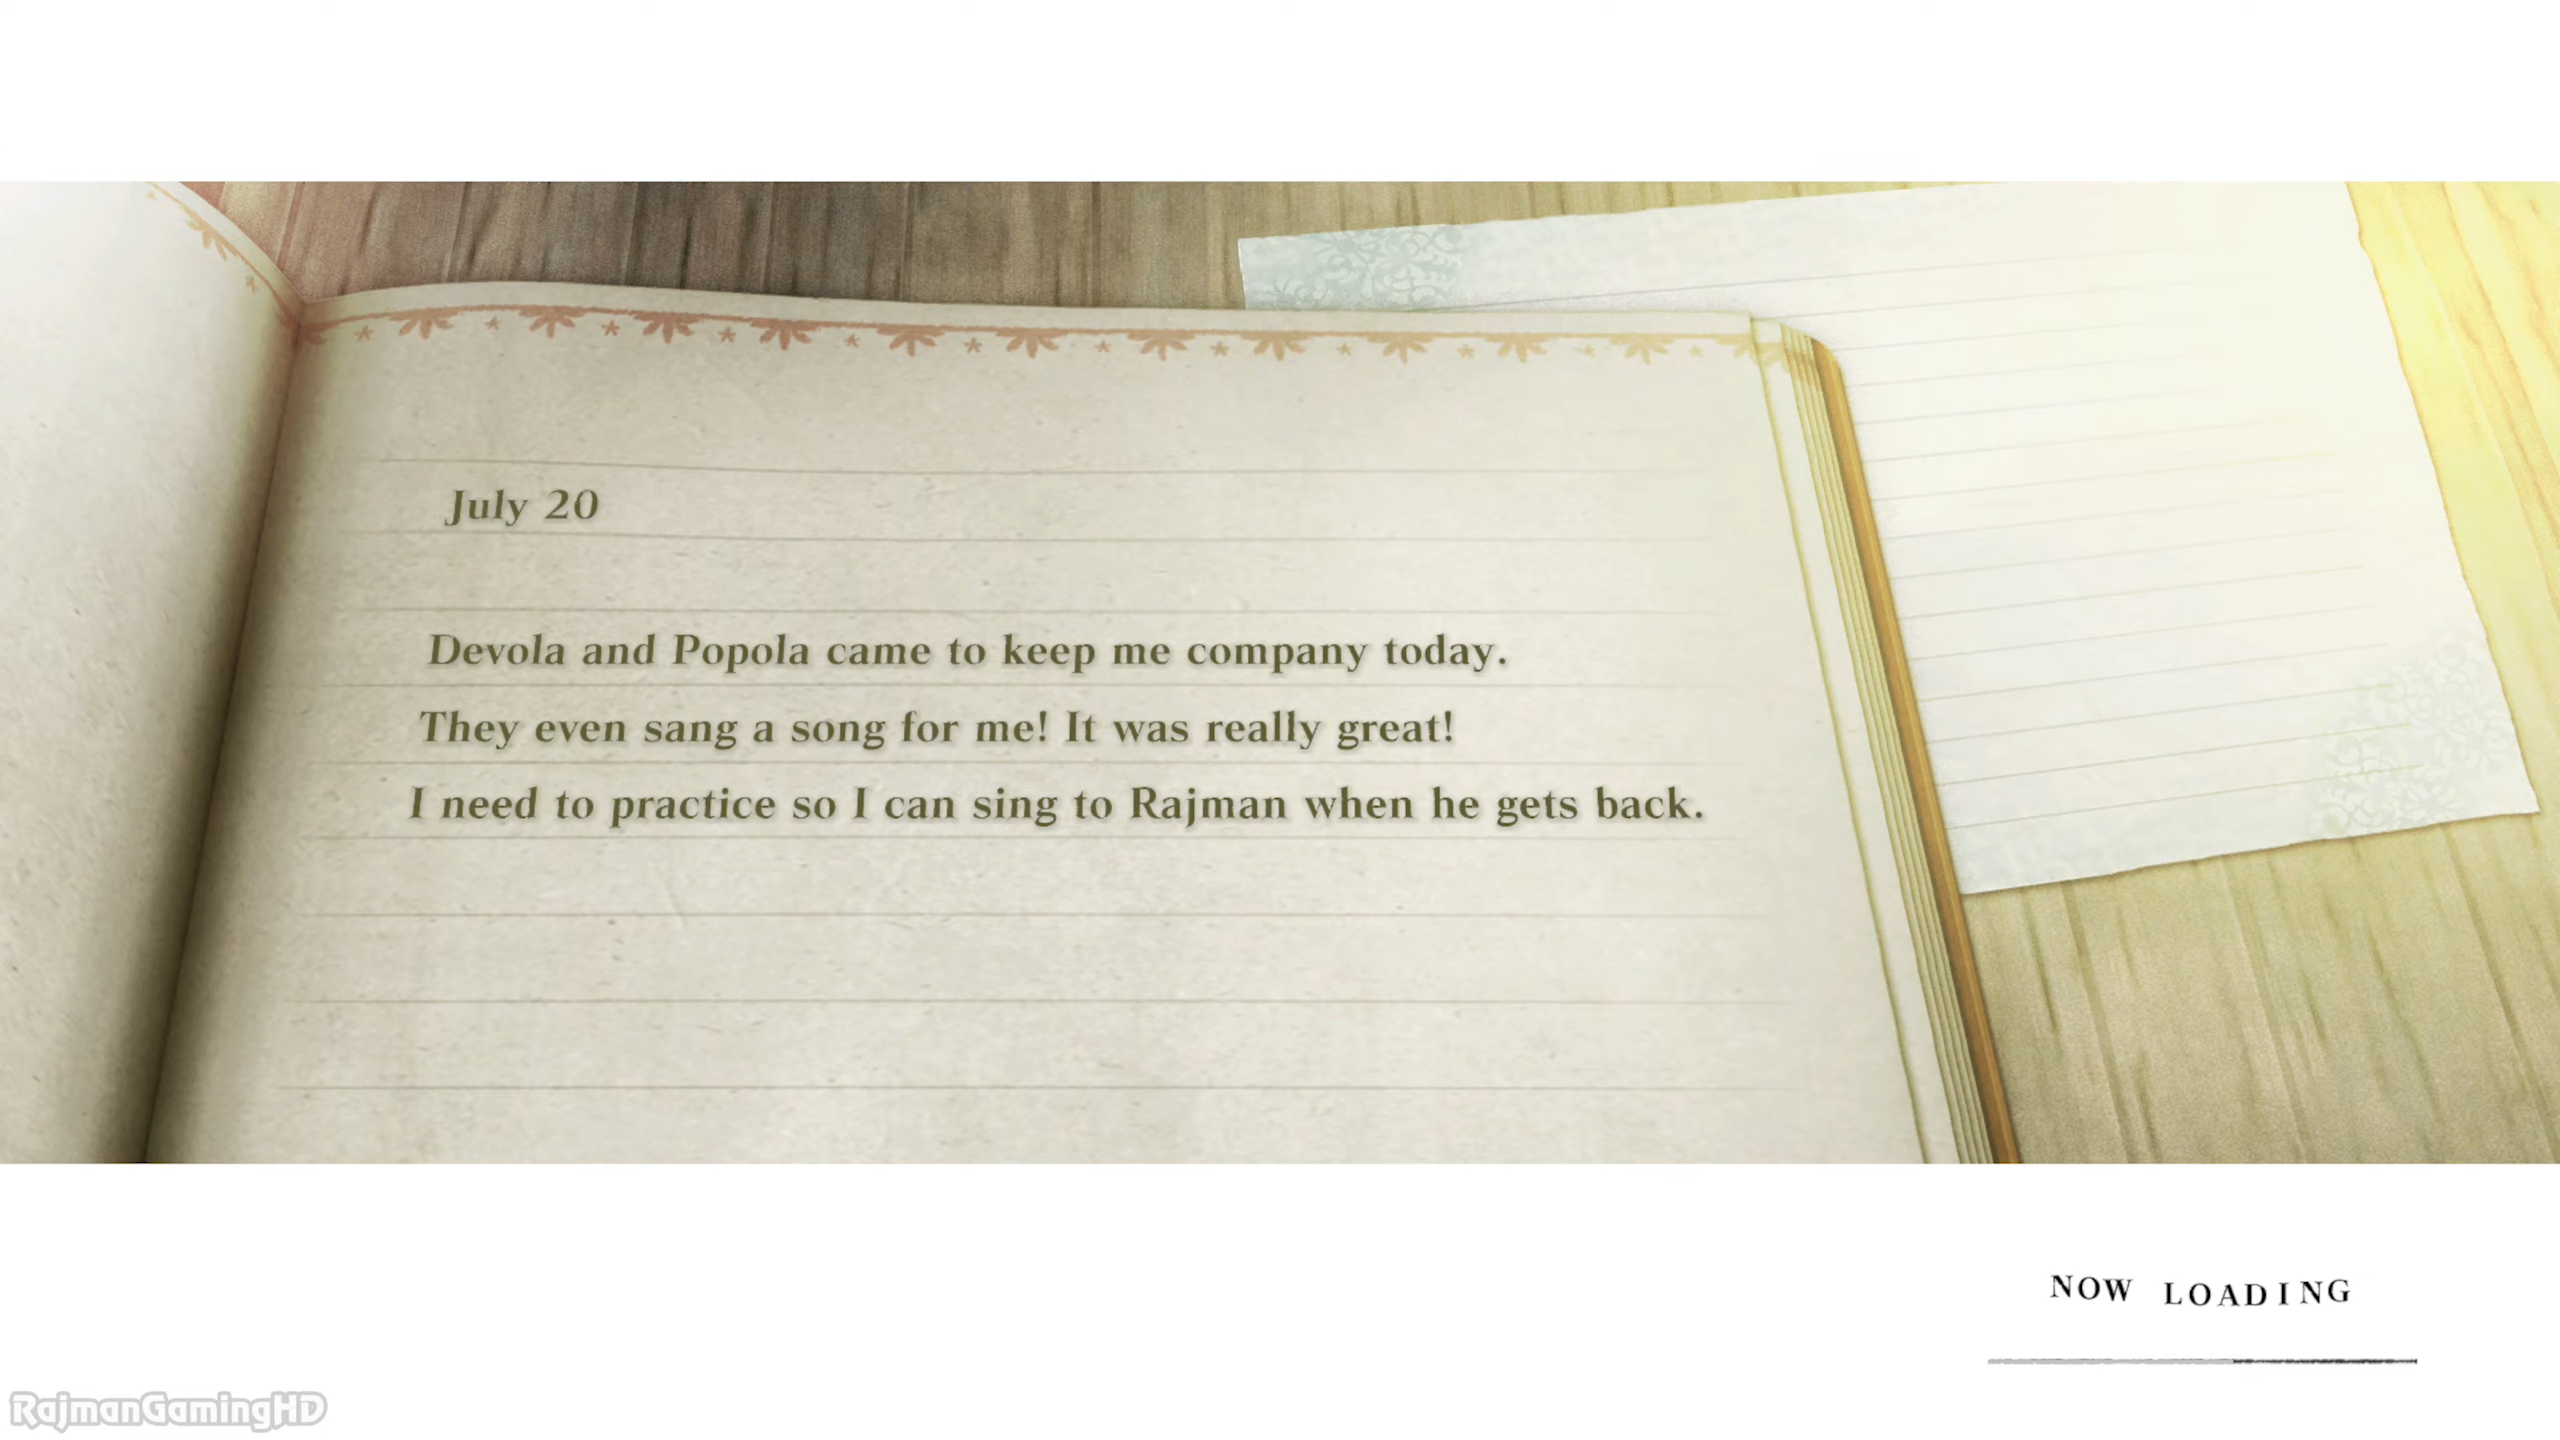 July 20
Devola and Popola came to keep me company today.
They even sang a song for me! It was really great!
I need to practice so I can sing to Rajman when he gets back.
NOW LOADING
RajmanGamingHD